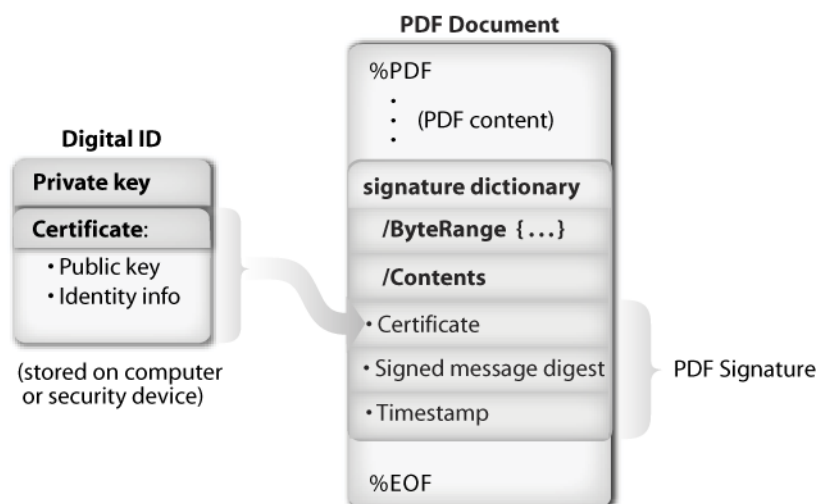 PDF Document
%PDF
(PDF content)
Digital ID
Private key
Certificate:
• Public key
• Identity info
(stored on computer
or security device)
signature dictionary
/ByteRange {...}
/Contents
• Certificate
• Signed message digest
• Timestamp
PDF Signature
%EOF